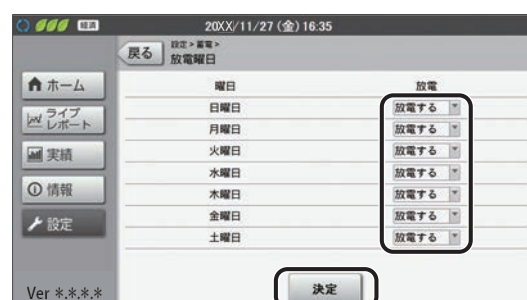 経済 20XX/11/27 (金) 16:35
戻る 設定 > 蓄電 >
放電曜日
ホーム
ライブ
レポート
実績
情報
設定
Ver *.*.*.*
曜日 放電
日曜日 放電する
月曜日 放電する
火曜日 放電する
水曜日 放電する
木曜日 放電する
金曜日 放電する
土曜日 放電する
決定